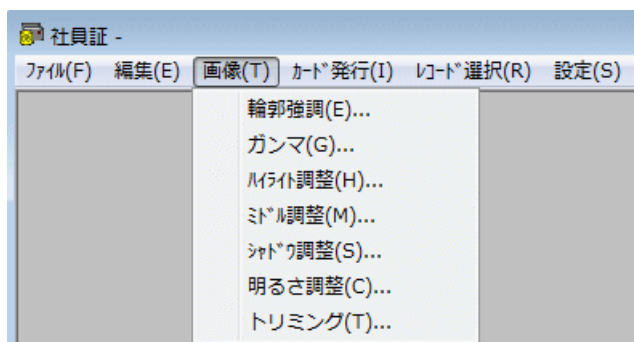 社員証 -
ﾌｧｲﾙ(F) 編集(E) 画像(T) ｶｰﾄﾞ発行(I) ﾚｺｰﾄﾞ選択(R) 設定(S)
輪郭強調(E)...
ガンマ(G)...
ﾊｲﾗｲﾄ調整(H)...
ﾐﾄﾞﾙ調整(M)...
ｼｬﾄﾞｳ調整(S)...
明るさ調整(C)...
トリミング(T)...